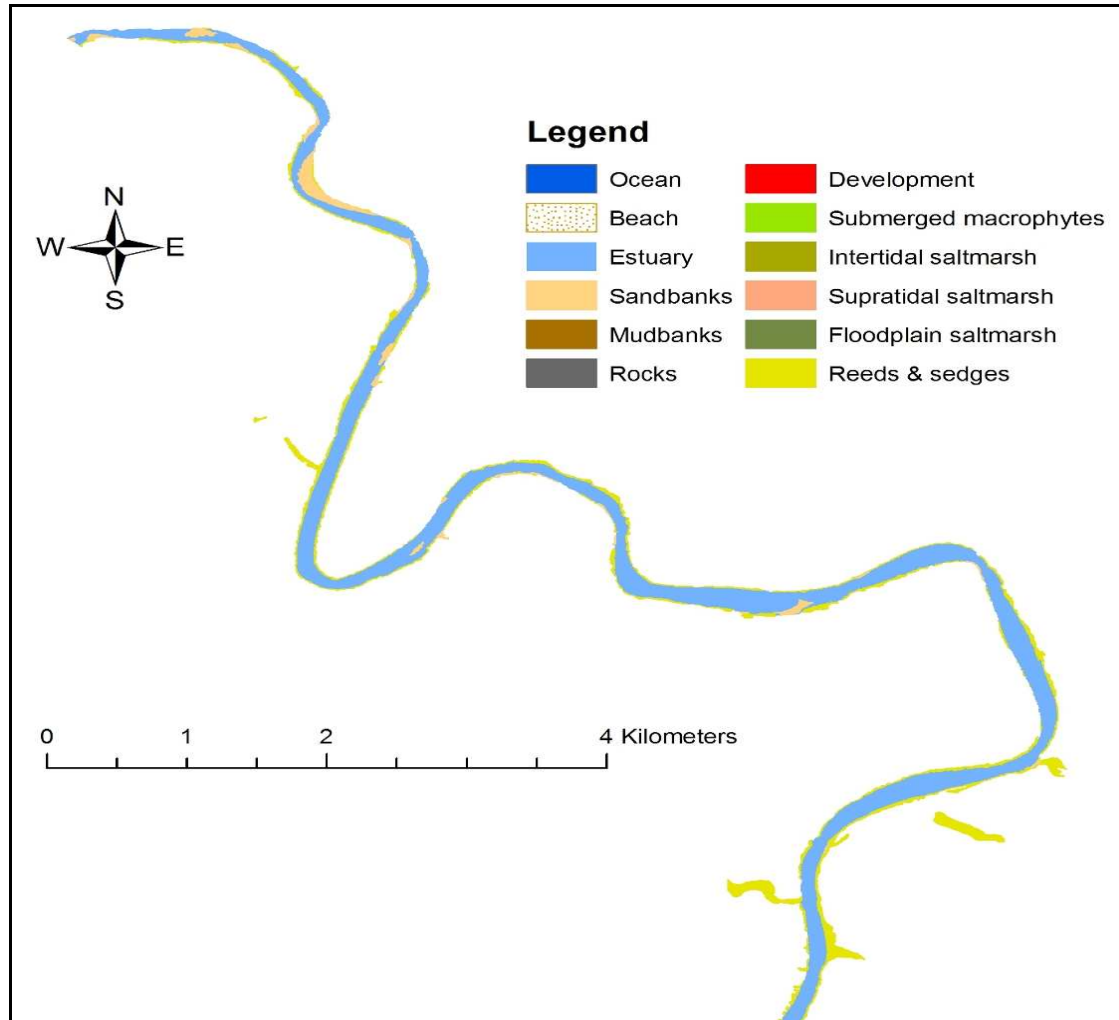 Legend
Ocean
Beach
Estuary
Sandbanks
Mudbanks
Rocks
Development
Submerged macrophytes
Intertidal saltmarsh
Supratidal saltmarsh
Floodplain saltmarsh
Reeds & sedges
N
W E
S
0 1 2 4 Kilometers